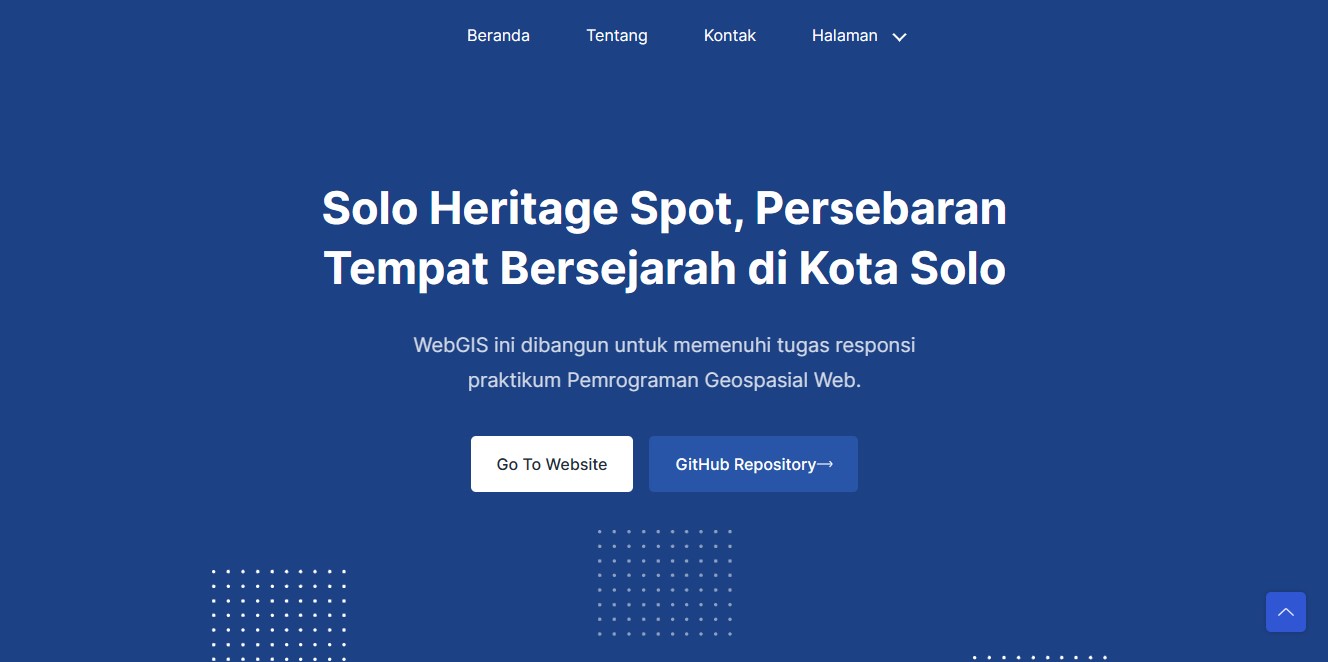 Beranda Tentang Kontak Halaman
Solo Heritage Spot, Persebaran
Tempat Bersejarah di Kota Solo
WebGIS ini dibangun untuk memenuhi tugas responsi
praktikum Pemrograman Geospasial Web.
Go To Website GitHub Repository→